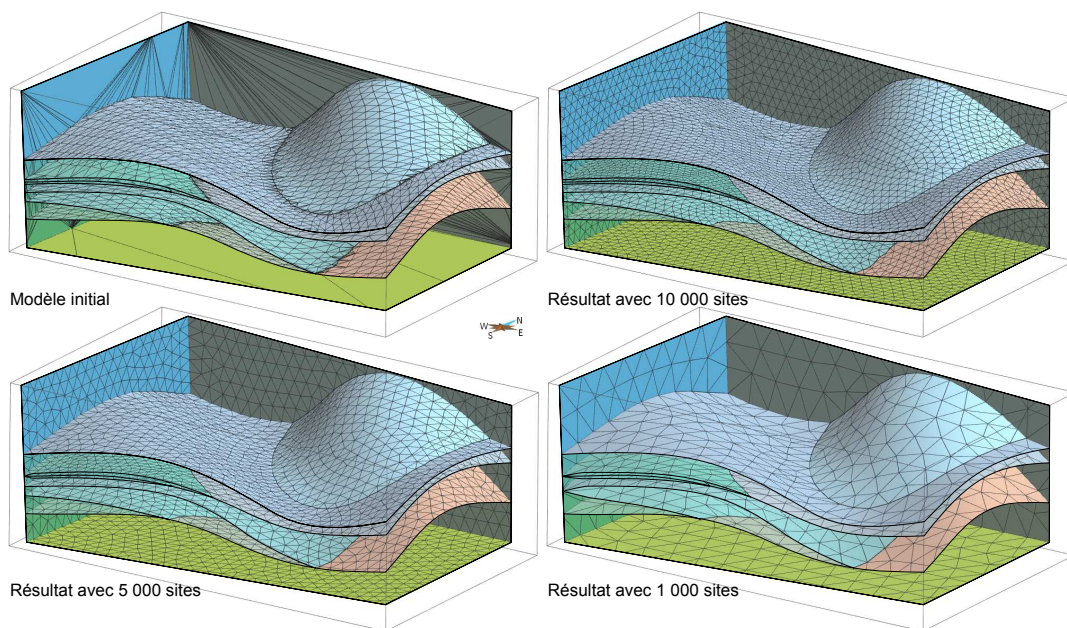 Modèle initial
Résultat avec 10 000 sites
W N
S E
Résultat avec 5 000 sites
Résultat avec 1 000 sites